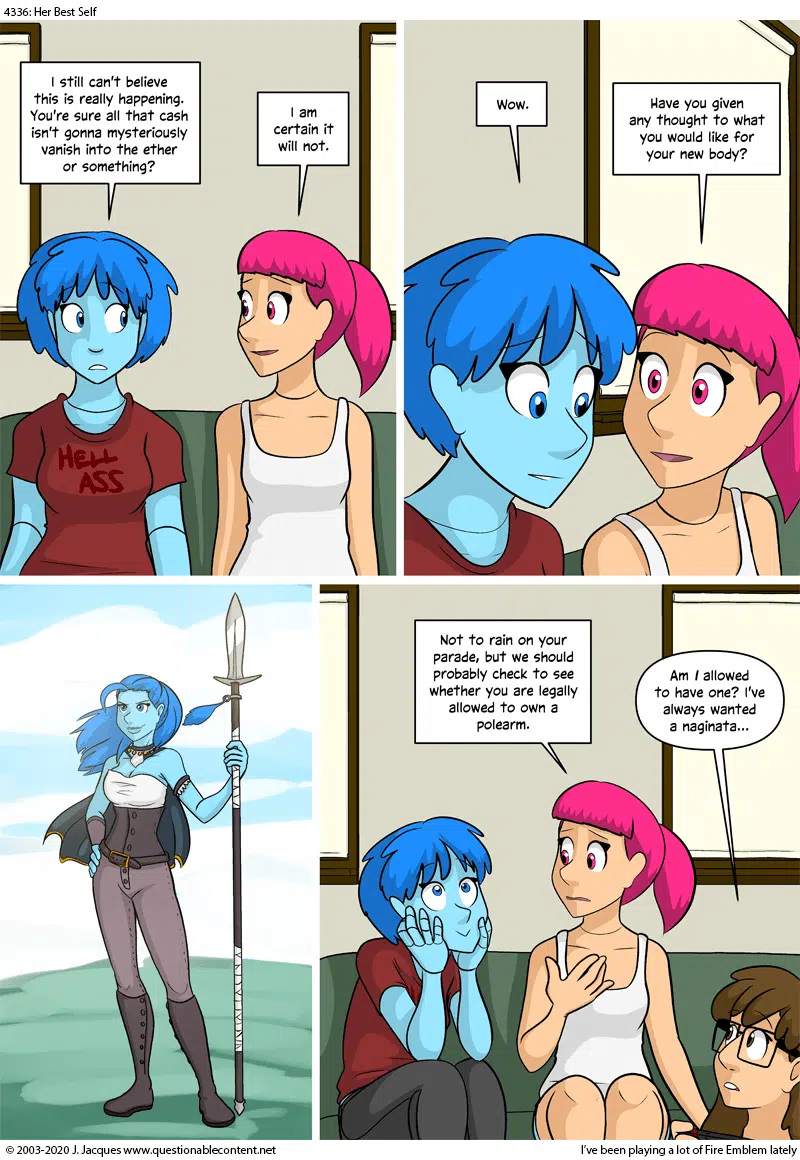 4336: Her Best Self
I still can't believe
this is really happening.
You're sure all that cash
isn't gonna mysteriously
vanish into the ether
or something?
I am
certain it
will not.
HELL
ASS
Wow.
Have you given
any thought to what
you would like for
your new body?
Not to rain on your
parade, but we should
probably check to see
whether you are legally
allowed to own a
polearm.
Am I allowed
to have one? I've
always wanted
a naginata...
© 2003-2020 J. Jacques www.questionablecontent.net
I've been playing a lot of Fire Emblem lately